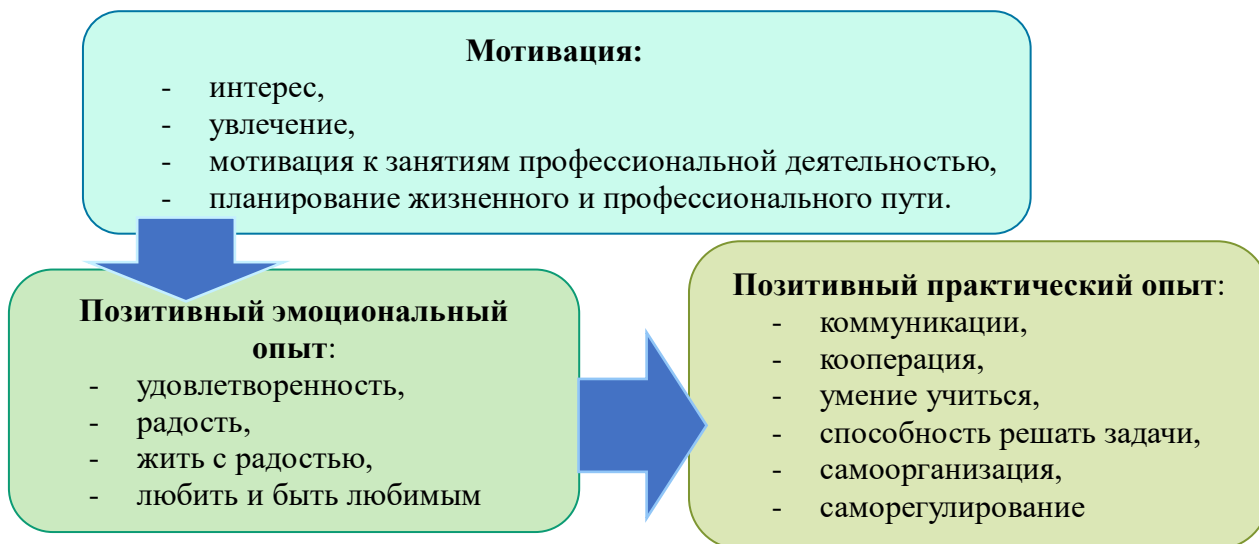 Мотивация:
- интерес,
- увлечение,
- мотивация к занятиям профессиональной деятельностью,
- планирование жизненного и профессионального пути.
Позитивный эмоциональный
опыт:
- удовлетворенность,
- радость,
- жить с радостью,
- любить и быть любимым
Позитивный практический опыт:
- коммуникации,
- кооперация,
- умение учиться,
- способность решать задачи,
- самоорганизация,
- саморегулирование